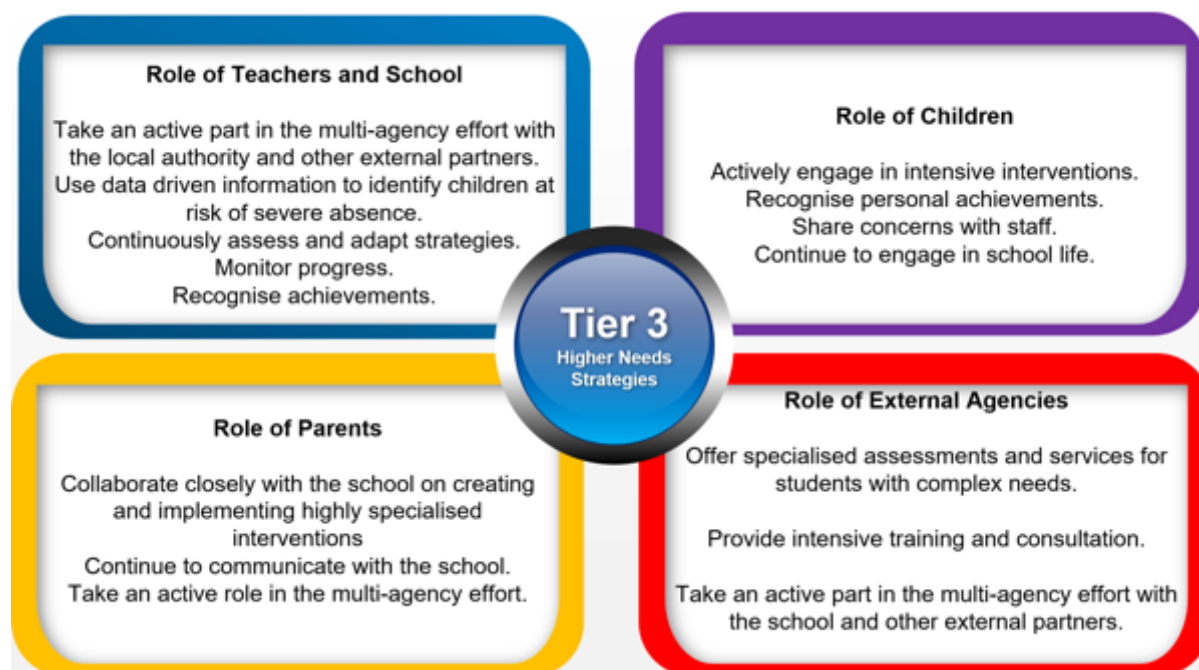 Role of Teachers and School
Take an active part in the multi-agency effort with
the local authority and other external partners.
Use data driven information to identify children at
risk of severe absence.
Continuously assess and adapt strategies.
Monitor progress.
Recognise achievements.
Role of Children
Actively engage in intensive interventions.
Recognise personal achievements.
Share concerns with staff.
Continue to engage in school life.
Tier 3
Higher Needs
Strategies
Role of Parents
Collaborate closely with the school on creating
and implementing highly specialised
interventions
Continue to communicate with the school.
Take an active role in the multi-agency effort.
Role of External Agencies
Offer specialised assessments and services for
students with complex needs.
Provide intensive training and consultation.
Take an active part in the multi-agency effort with
the school and other external partners.